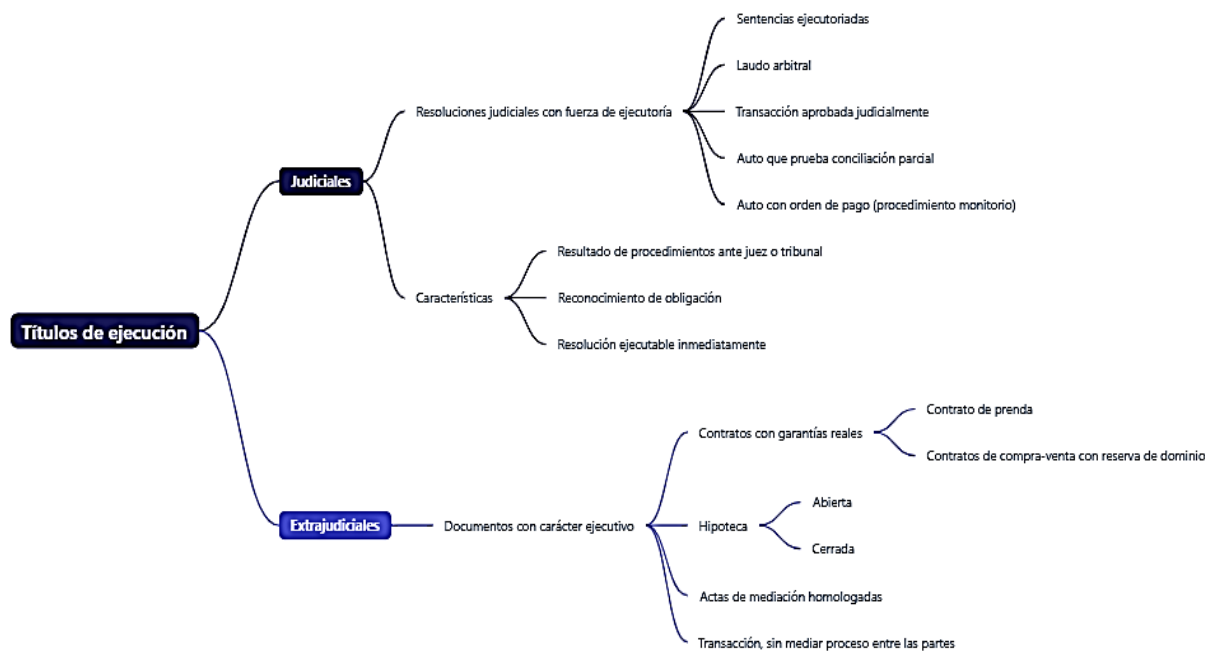 Títulos de ejecución
Judiciales
Resoluciones judiciales con fuerza de ejecutoría
Sentencias ejecutoriadas
Laudo arbitral
Transacción aprobada judicialmente
Auto que prueba conciliación parcial
Auto con orden de pago (procedimiento monitorio)
Características
Resultado de procedimientos ante juez o tribunal
Reconocimiento de obligación
Resolución ejecutable inmediatamente
Extrajudiciales
Documentos con carácter ejecutivo
Contratos con garantías reales
Contrato de prenda
Contratos de compra-venta con reserva de dominio
Hipoteca
Abierta
Cerrada
Actas de mediación homologadas
Transacción, sin mediar proceso entre las partes